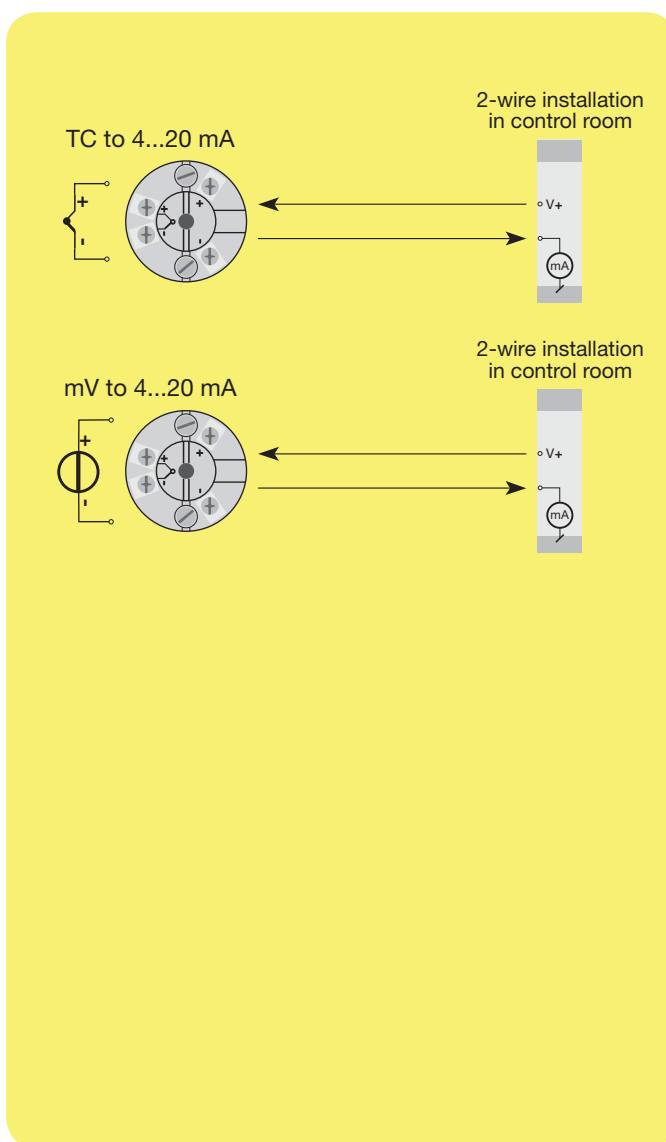 2-wire installation
in control room
TC to 4...20 mA
+
-
+
-
+
-
V+
mA
2-wire installation
in control room
mV to 4...20 mA
+
-
+
-
+
-
V+
mA